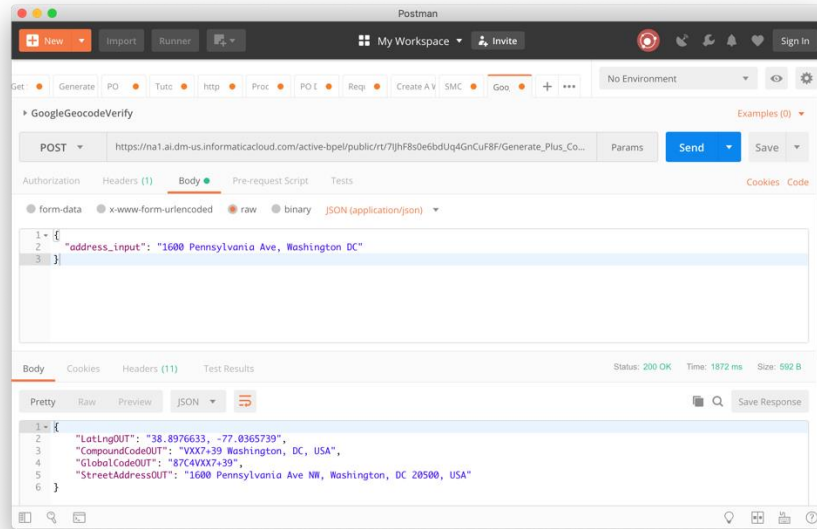 Postman
New Import Runner My Workspace Invite Sign In
Get Generate PO Tuto http Proc PO D Requ Create A V SMC Goo + ••• No Environment
GoogleGeocodeVerify Examples (0)
POST https://na1.ai.dm-us.informaticacloud.com/active-bpel/public/rt/7IJhF8s0e6bdUq4GnCuF8F/Generate_Plus_Co... Params Send Save
Authorization Headers (1) Body Pre-request Script Tests Cookies Code
form-data x-www-form-urlencoded raw binary JSON (application/json)
1 {
2 "address_input": "1600 Pennsylvania Ave, Washington DC"
3 }
Body Cookies Headers (11) Test Results Status: 200 OK Time: 1872 ms Size: 592 B
Pretty Raw Preview JSON Save Response
1 {
2 "LatLngOUT": "38.8976633, -77.0365739",
3 "CompoundCodeOUT": "VXX7+39 Washington, DC, USA",
4 "GlobalCodeOUT": "87C4VXX7+39",
5 "StreetAddressOUT": "1600 Pennsylvania Ave NW, Washington, DC 20500, USA"
6 }